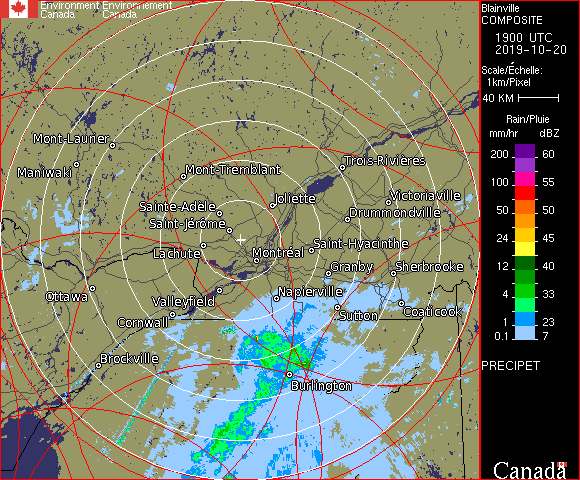 Environment Environnement
Canada Canada
Blainville
COMPOSITE
1900 UTC
2019-10-20
Scale/Échelle:
1km/Pixel
40 KM
Rain/Pluie
mm/hr dBZ
200 60
100 55
50 50
24 45
12 40
4 33
1 23
0.1 7
PRECIPET
Canada
Mont-Laurier
Maniwaki
Mont-Tremblant
Trois-Rivières
Sainte-Adèle
Joliette
Victoriaville
Saint-Jérôme
Drummondville
Lachute
Montréal
Saint-Hyacinthe
Granby
Sherbrooke
Ottawa
Valleyfield
Napierville
Cornwall
Sutton
Coaticook
Brockville
Burlington